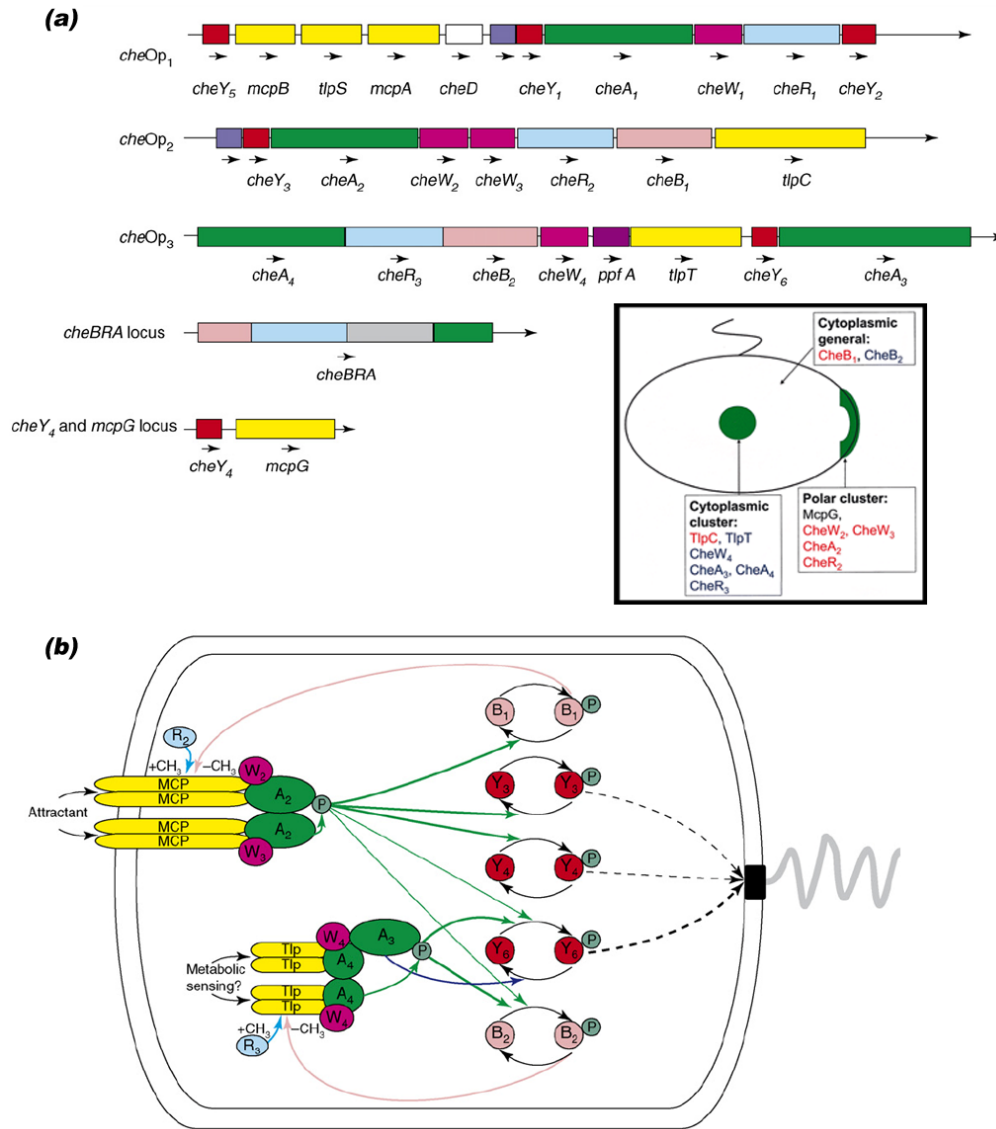 (a)
cheOp1
cheY5 mcpB tlpS mcpA cheD cheY1 cheA1 cheW1 cheR1 cheY2
cheOp2
cheY3 cheA2 cheW2 cheW3 cheR2 cheB1 tlpC
cheOp3
cheA4 cheR3 cheB2 cheW4 ppf A tlpT cheY6 cheA3
cheBRA locus
cheBRA
cheY4 and mcpG locus
cheY4 mcpG
Cytoplasmic
general:
CheB1, CheB2
Cytoplasmic
cluster:
TlpC, TlpT
CheW4
CheA3, CheA4
CheR3
Polar cluster:
McpG,
CheW2, CheW3
CheA2
CheR2
(b)
B1 B1 P
R2
+CH3 –CH3 W2
MCP
MCP
A2
P
Attractant
MCP
MCP
A2
W3
Y3 Y3 P
Y4 Y4 P
W4 A3
P
Tlp
Tlp
A4
Metabolic
sensing?
Tlp
Tlp
A4
W4
+CH3 –CH3
R3
Y6 Y6 P
B2 B2 P